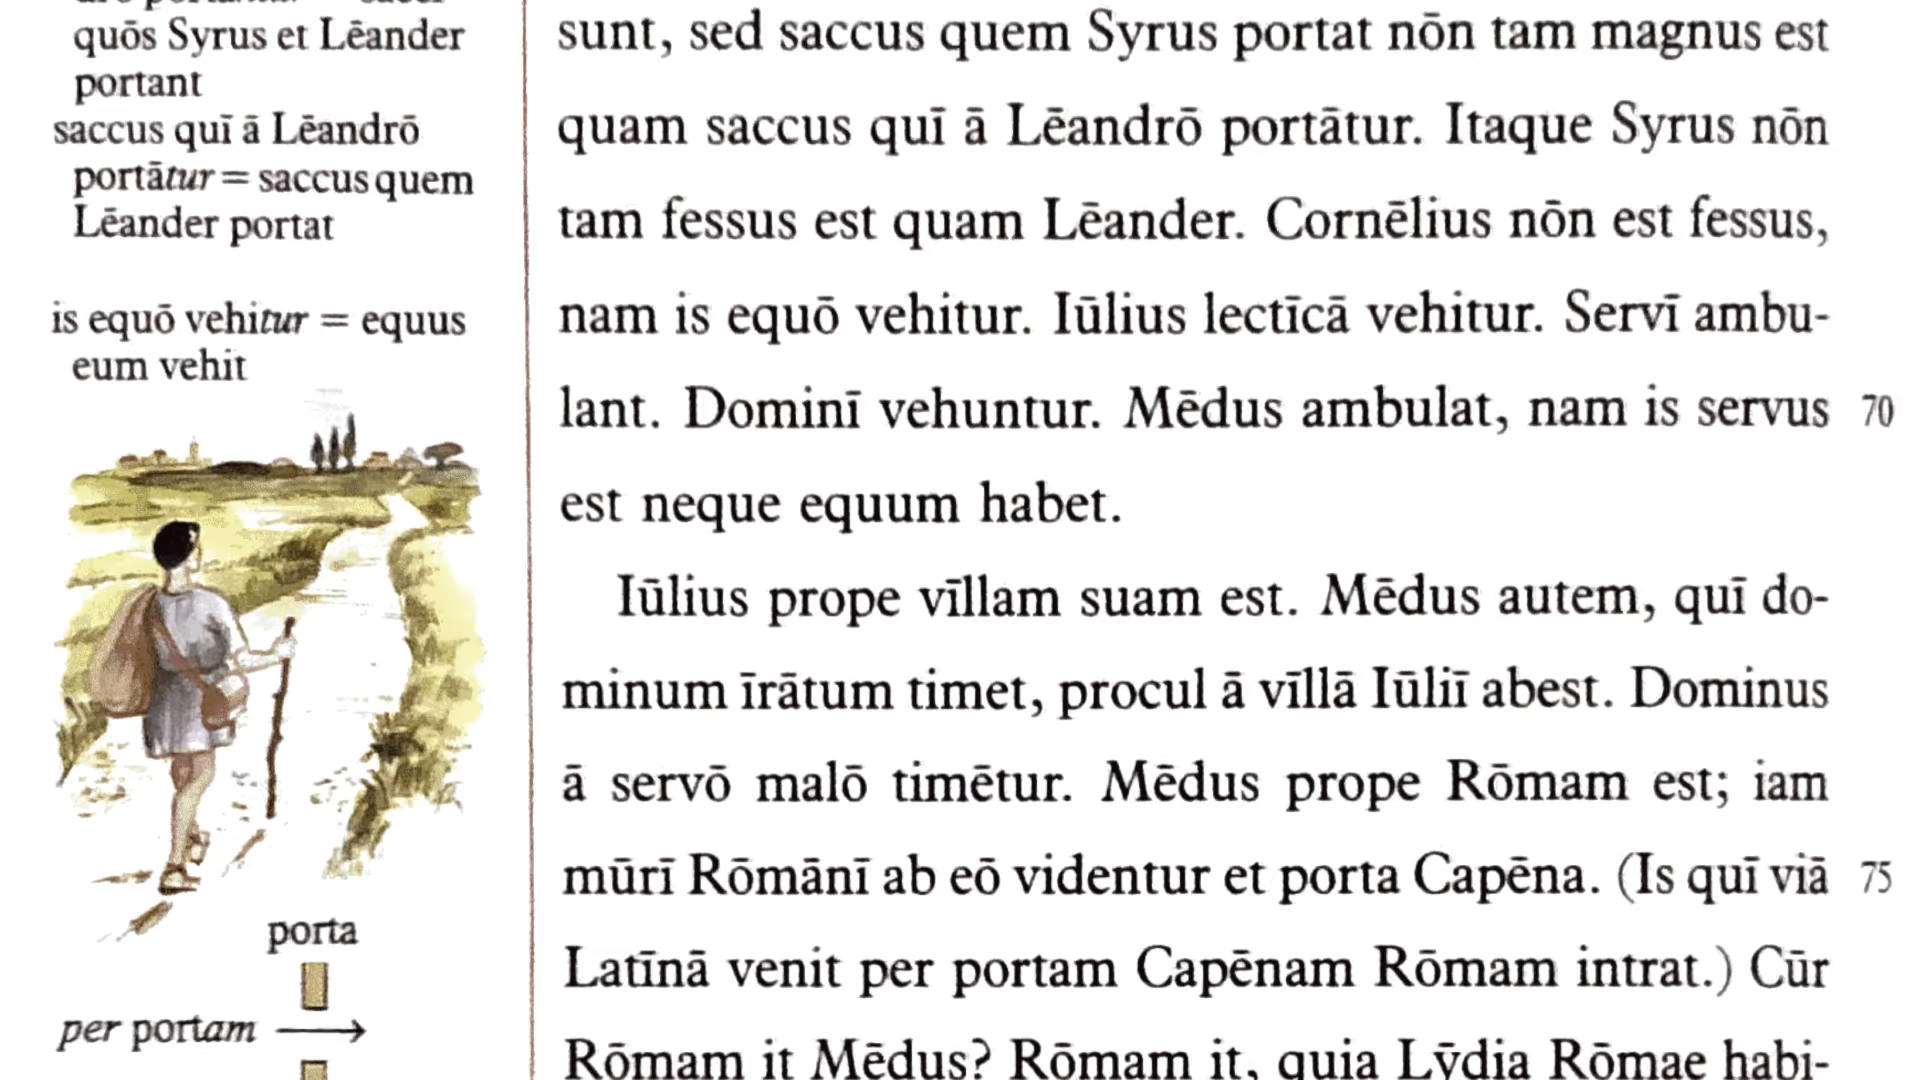 quōs Syrus et Lēander
portant
saccus quī ā Lēandrō
portātur = saccus quem
Lēander portat
is equō vehitur = equus
eum vehit
porta
per portam
sunt, sed saccus quem Syrus portat nōn tam magnus est
quam saccus quī ā Lēandrō portātur. Itaque Syrus nōn
tam fessus est quam Lēander. Cornēlius nōn est fessus,
nam is equō vehitur. Iūlius lectīcā vehitur. Servī ambu-
lant. Dominī vehuntur. Mēdus ambulat, nam is servus 70
est neque equum habet.
Iūlius prope vīllam suam est. Mēdus autem, quī do-
minum īrātum timet, procul ā vīllā Iūliī abest. Dominus
ā servō malō timētur. Mēdus prope Rōmam est; iam
mūrī Rōmānī ab eō videntur et porta Capēna. (Is quī viā 75
Latīnā venit per portam Capēnam Rōmam intrat.) Cūr
Rōmam it Mēdus? Rōmam it, quia Lȳdia Rōmae habi-